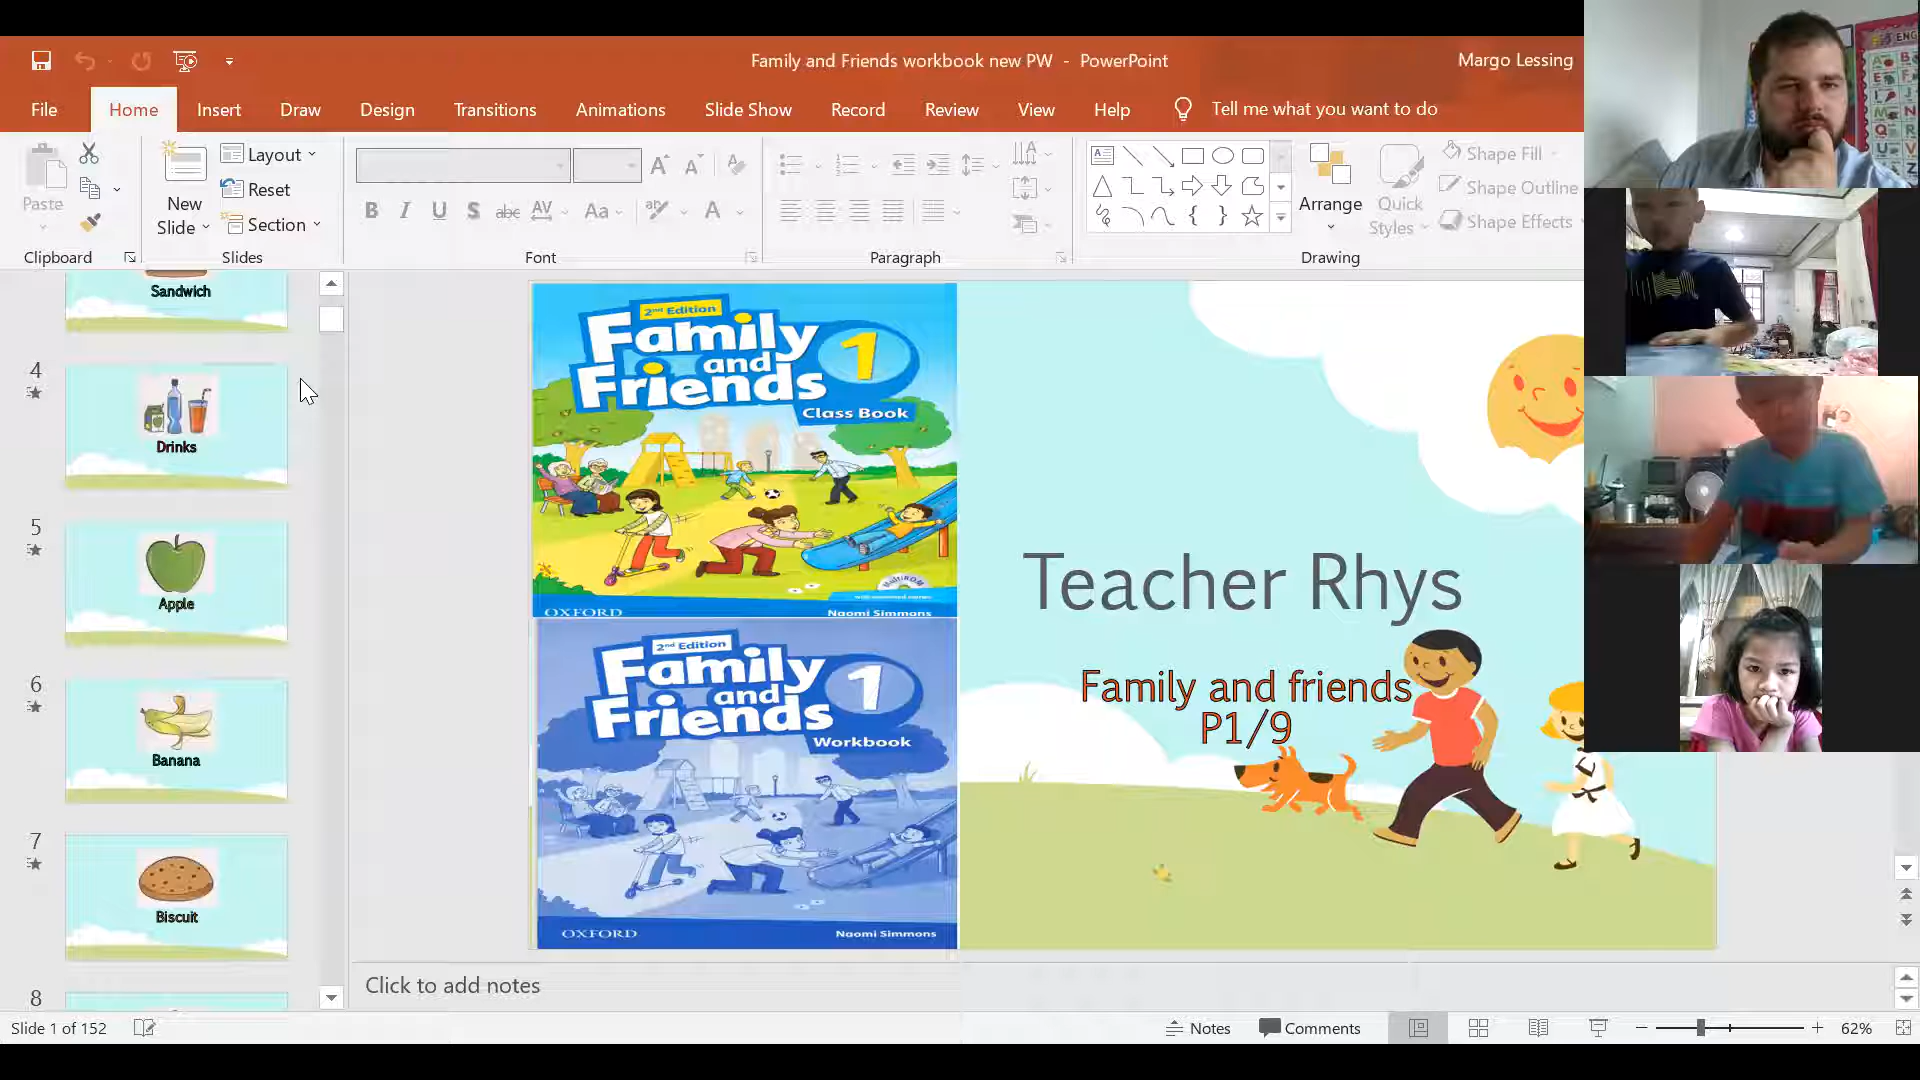 Family and Friends workbook new PW - PowerPoint
Margo Lessing
File Home Insert Draw Design Transitions Animations Slide Show Record Review View Help Tell me what you want to do
Paste
New Slide
Layout
Reset
Section
B I U S abc AV Aa A
Arrange
Quick Styles
Shape Fill
Shape Outline
Shape Effects
Clipboard Slides Font Paragraph Drawing
Sandwich
4
Drinks
5
Apple
6
Banana
7
Biscuit
8
2nd Edition
Family
and
Friends
1
Class Book
MultiROM
OXFORD
Naomi Simmons
2nd Edition
Family
and
Friends
1
Workbook
OXFORD
Naomi Simmons
Teacher Rhys
Family and friends
P1/9
Click to add notes
Slide 1 of 152
Notes Comments 62%